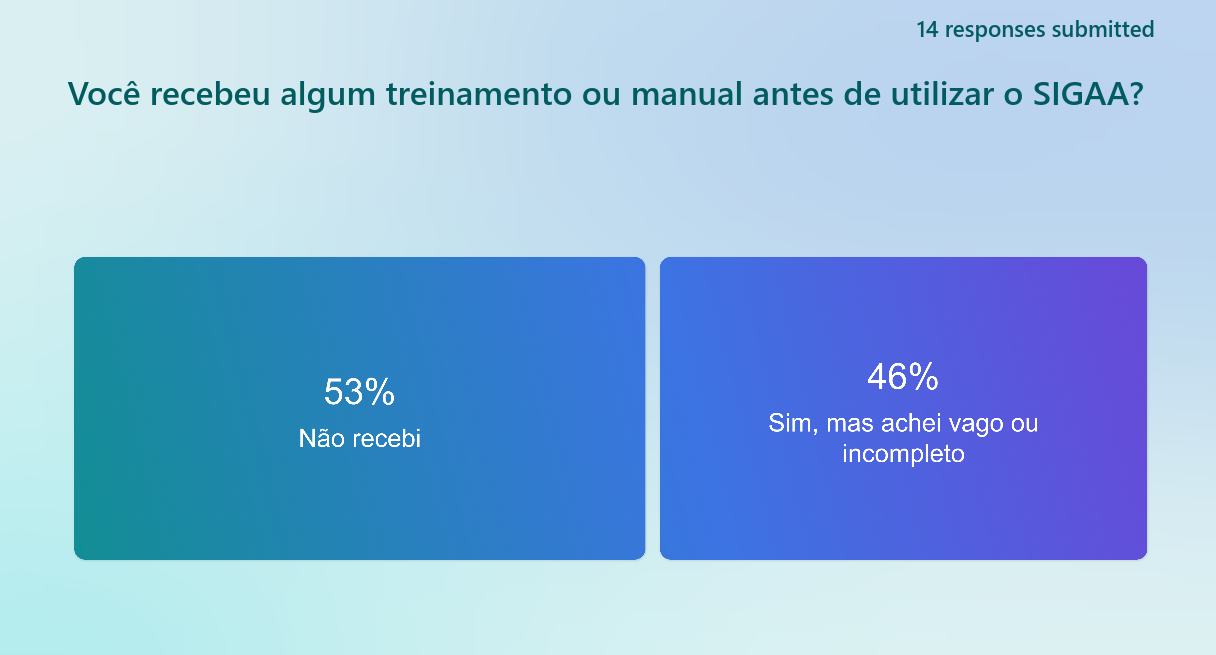 14 responses submitted
Você recebeu algum treinamento ou manual antes de utilizar o SIGAA?
53%
Não recebi
46%
Sim, mas achei vago ou
incompleto